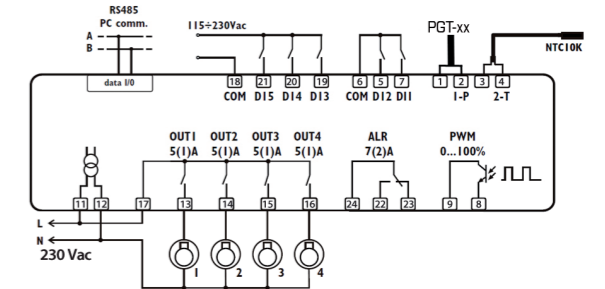 RS485
PC comm.
A
B
data I/0
115÷230Vac
18 21 20 19
COM DI5 DI4 DI3
6 5 7
COM DI2 DI1
PGT-xx
1 2
1-P
NTC10K
3 4
2-T
OUT1 OUT2 OUT3 OUT4
5(1)A 5(1)A 5(1)A 5(1)A
ALR
7(2)A
PWM
0...100%
11 12 17 13 14 15 16 24 22 23 9 8
L
N
230 Vac
1 2 3 4